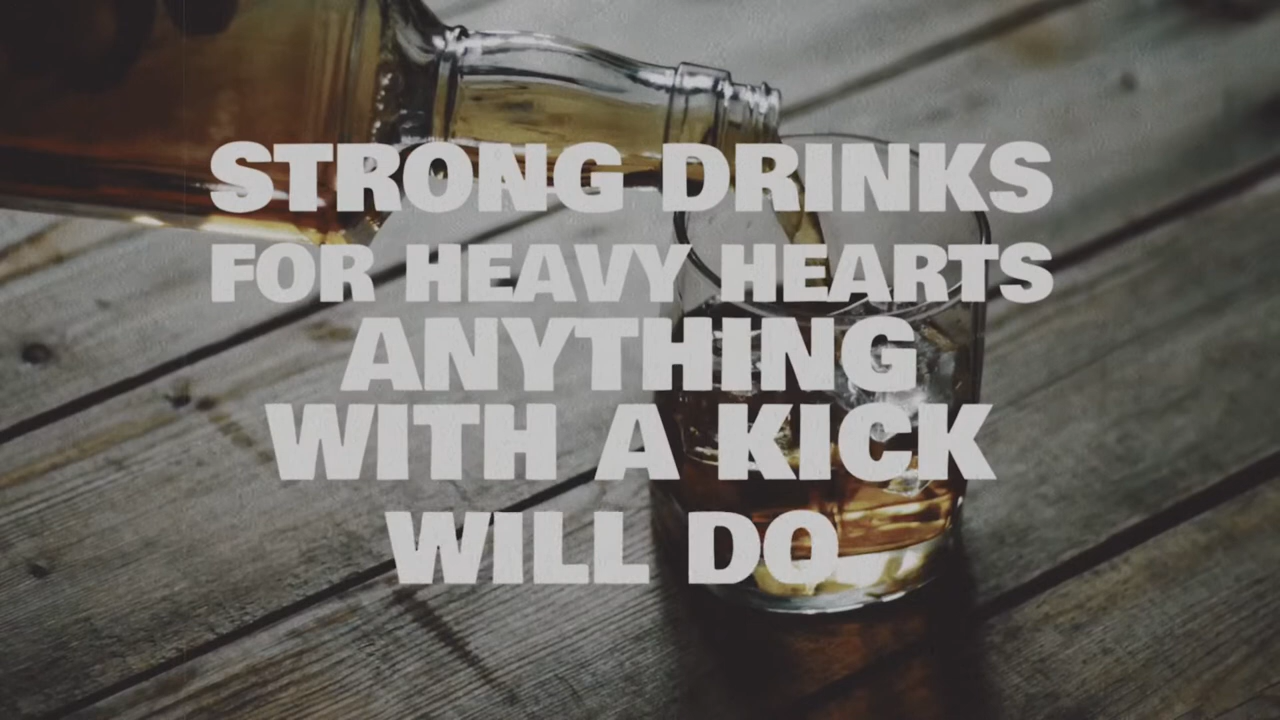 STRONG DRINKS
FOR HEAVY HEARTS
ANYTHING
WITH A KICK
WILL DO